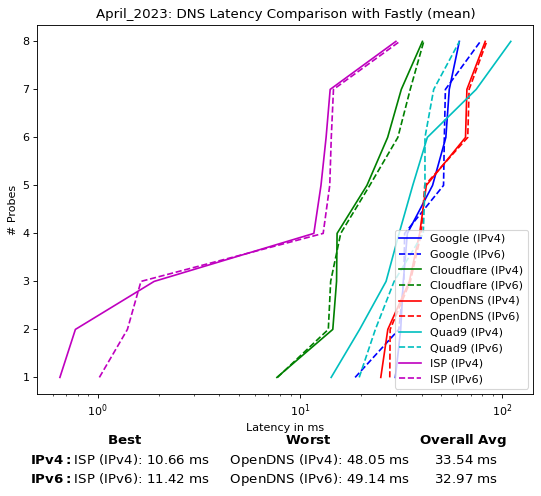 April_2023: DNS Latency Comparison with Fastly (mean)
8
7
6
5
4
3
2
1
# Probes
Google (IPv4)
Google (IPv6)
Cloudflare (IPv4)
Cloudflare (IPv6)
OpenDNS (IPv4)
OpenDNS (IPv6)
Quad9 (IPv4)
Quad9 (IPv6)
ISP (IPv4)
ISP (IPv6)
10⁰ 10¹ 10²
Latency in ms
Best Worst Overall Avg
IPv4: ISP (IPv4): 10.66 ms OpenDNS (IPv4): 48.05 ms 33.54 ms
IPv6: ISP (IPv6): 11.42 ms OpenDNS (IPv6): 49.14 ms 32.97 ms